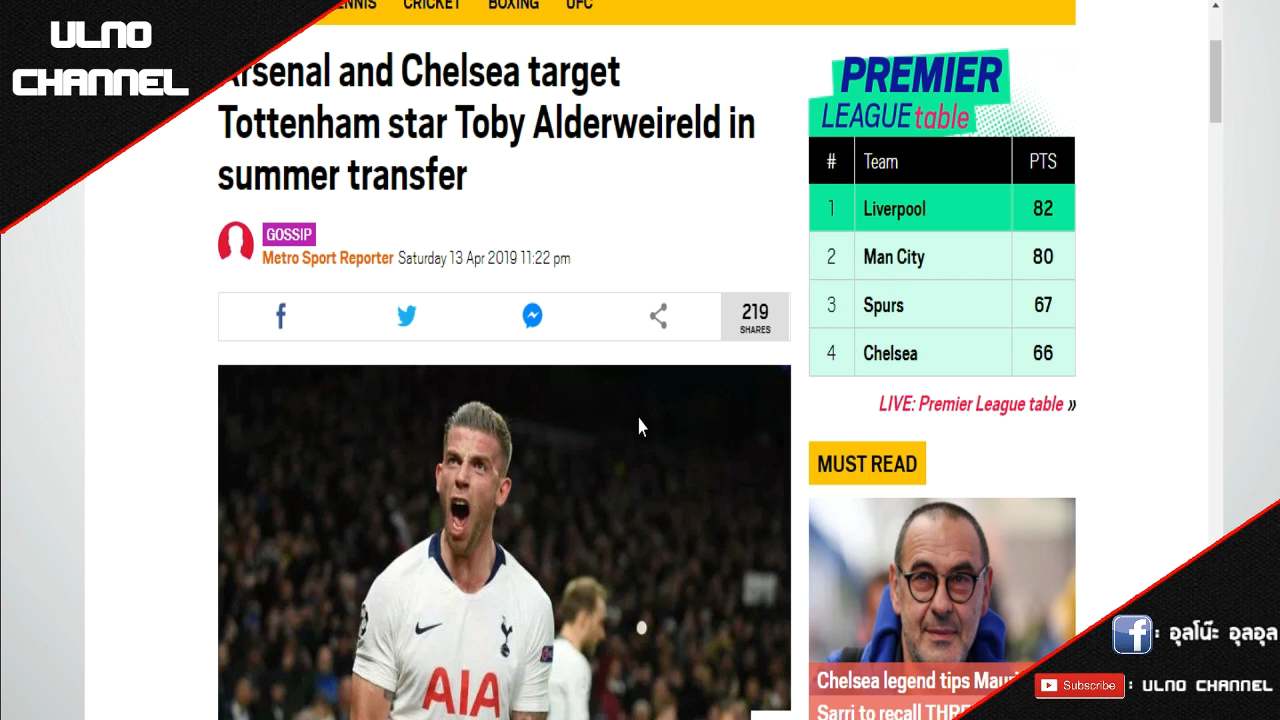 ULNO
CHANNEL
TENNIS CRICKET BOXING UFC
Arsenal and Chelsea target
Tottenham star Toby Alderweireld in
summer transfer
GOSSIP
Metro Sport Reporter Saturday 13 Apr 2019 11:22 pm
219
SHARES
AIA
PREMIER
LEAGUE table
# Team PTS
1 Liverpool 82
2 Man City 80
3 Spurs 67
4 Chelsea 66
LIVE: Premier League table »
MUST READ
Chelsea legend tips Mauri
Sarri to recall THRE
f : อุลโน๊ะ อุลอุล
Subscribe : ULNO CHANNEL